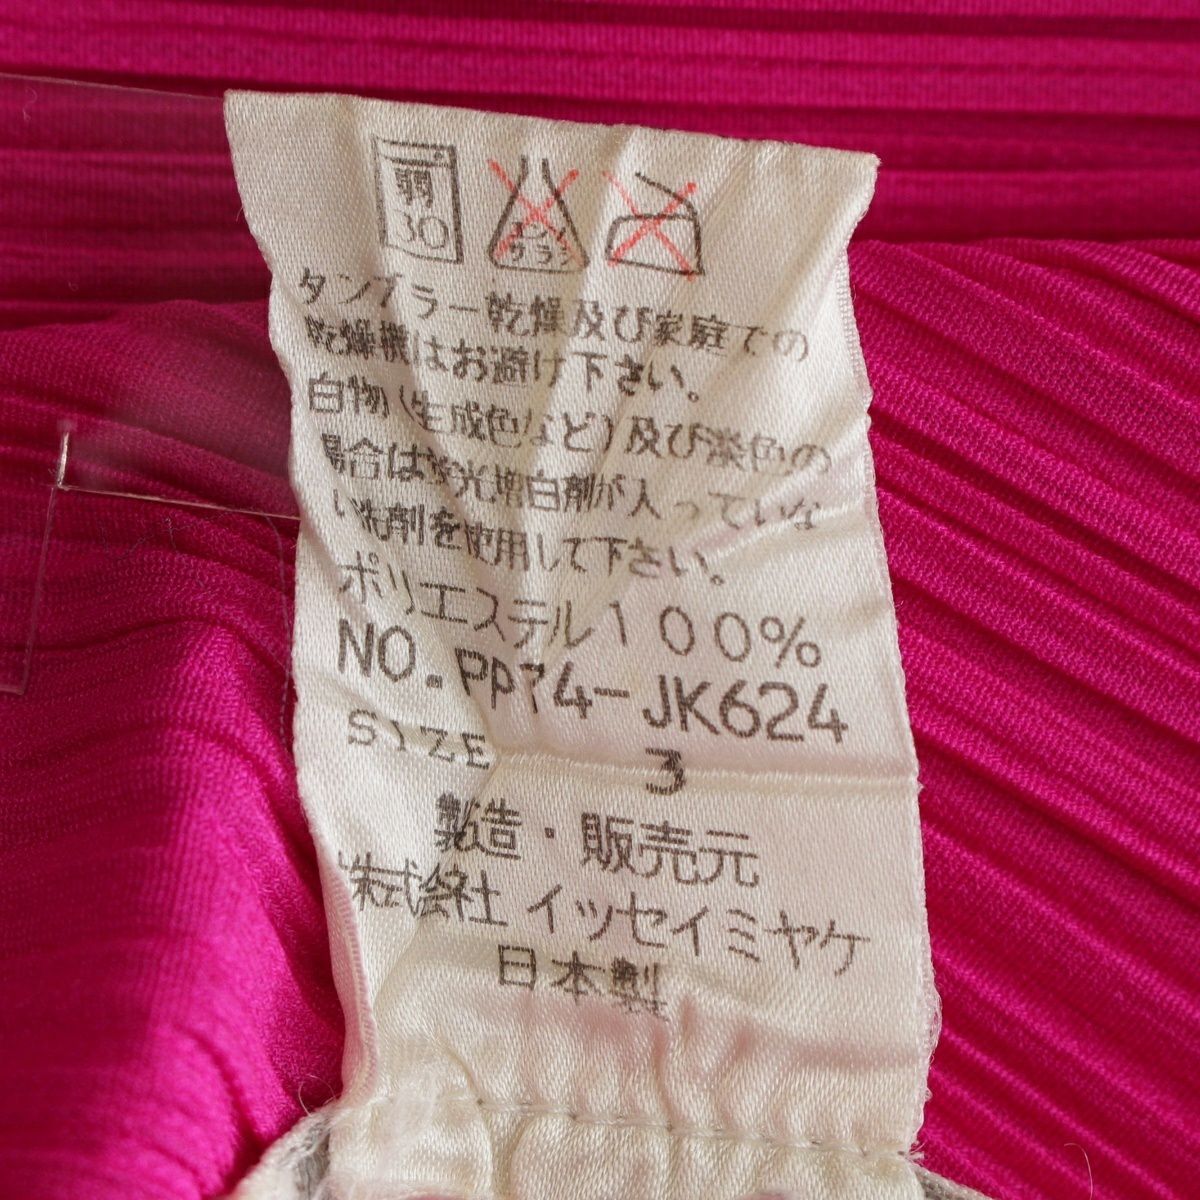 弱
30
エンソ
サラシ
タンブラー乾燥及び家庭での
乾燥機はお避け下さい。
白物(生成色など)及び淡色の
場合は蛍光増白剤が入っていな
い洗剤を使用して下さい。
ポリエステル100%
NO.PP74-JK624
SIZE 3
製造・販売元
株式会社 イッセイミヤケ
日本製